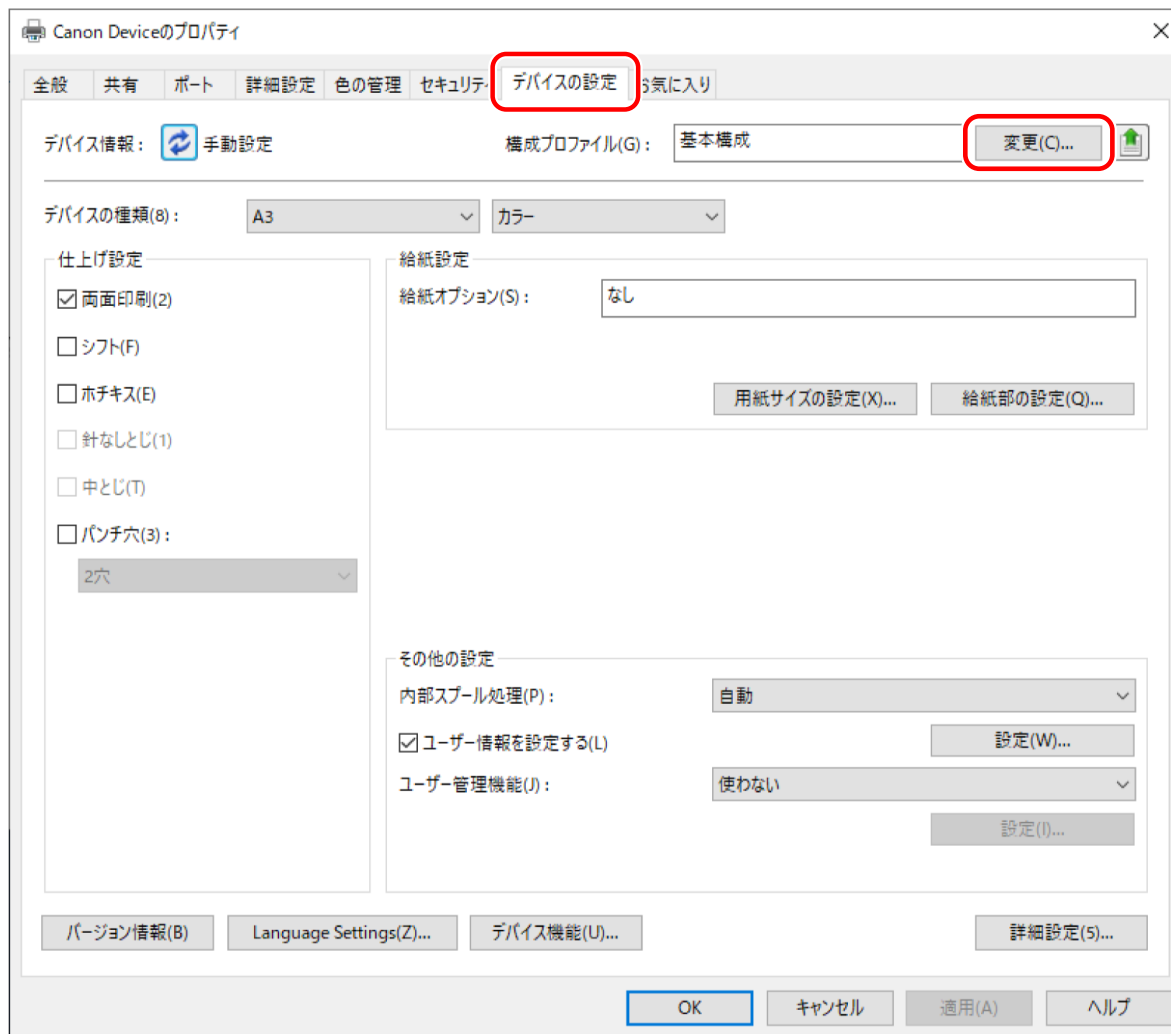 Canon Deviceのプロパティ
全般 共有 ポート 詳細設定 色の管理 セキュリティ デバイスの設定 お気に入り
デバイス情報: 手動設定 構成プロファイル(G): 基本構成 変更(C)...
デバイスの種類(8): A3 カラー
仕上げ設定
両面印刷(2)
シフト(F)
ホチキス(E)
針なしとじ(1)
中とじ(T)
パンチ穴(3):
2穴
給紙設定
給紙オプション(S): なし
用紙サイズの設定(X)... 給紙部の設定(Q)...
その他の設定
内部スプール処理(P): 自動
ユーザー情報を設定する(L) 設定(W)...
ユーザー管理機能(J): 使わない
設定(I)...
バージョン情報(B) Language Settings(Z)... デバイス機能(U)... 詳細設定(5)...
OK キャンセル 適用(A) ヘルプ